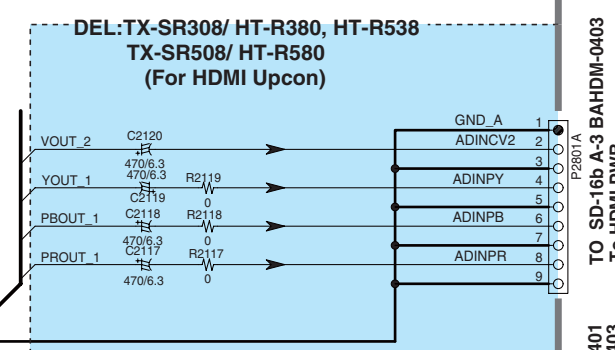 DEL:TX-SR308/ HT-R380, HT-R538
TX-SR508/ HT-R580
(For HDMI Upcon)
GND_A 1
VOUT_2 C2120 ADINCV2 2
+
470/6.3 3
470/6.3
YOUT_1 R2119 ADINPY 4
+
C2119 0 5
PBOUT_1 C2118 R2118 ADINPB 6
+
470/6.3 0 7
PROUT_1 C2117 R2117 ADINPR 8
+
470/6.3 0 9
P2801A
TO SD-16b A-3 BAHDM-0403
To HDMI PWB
401